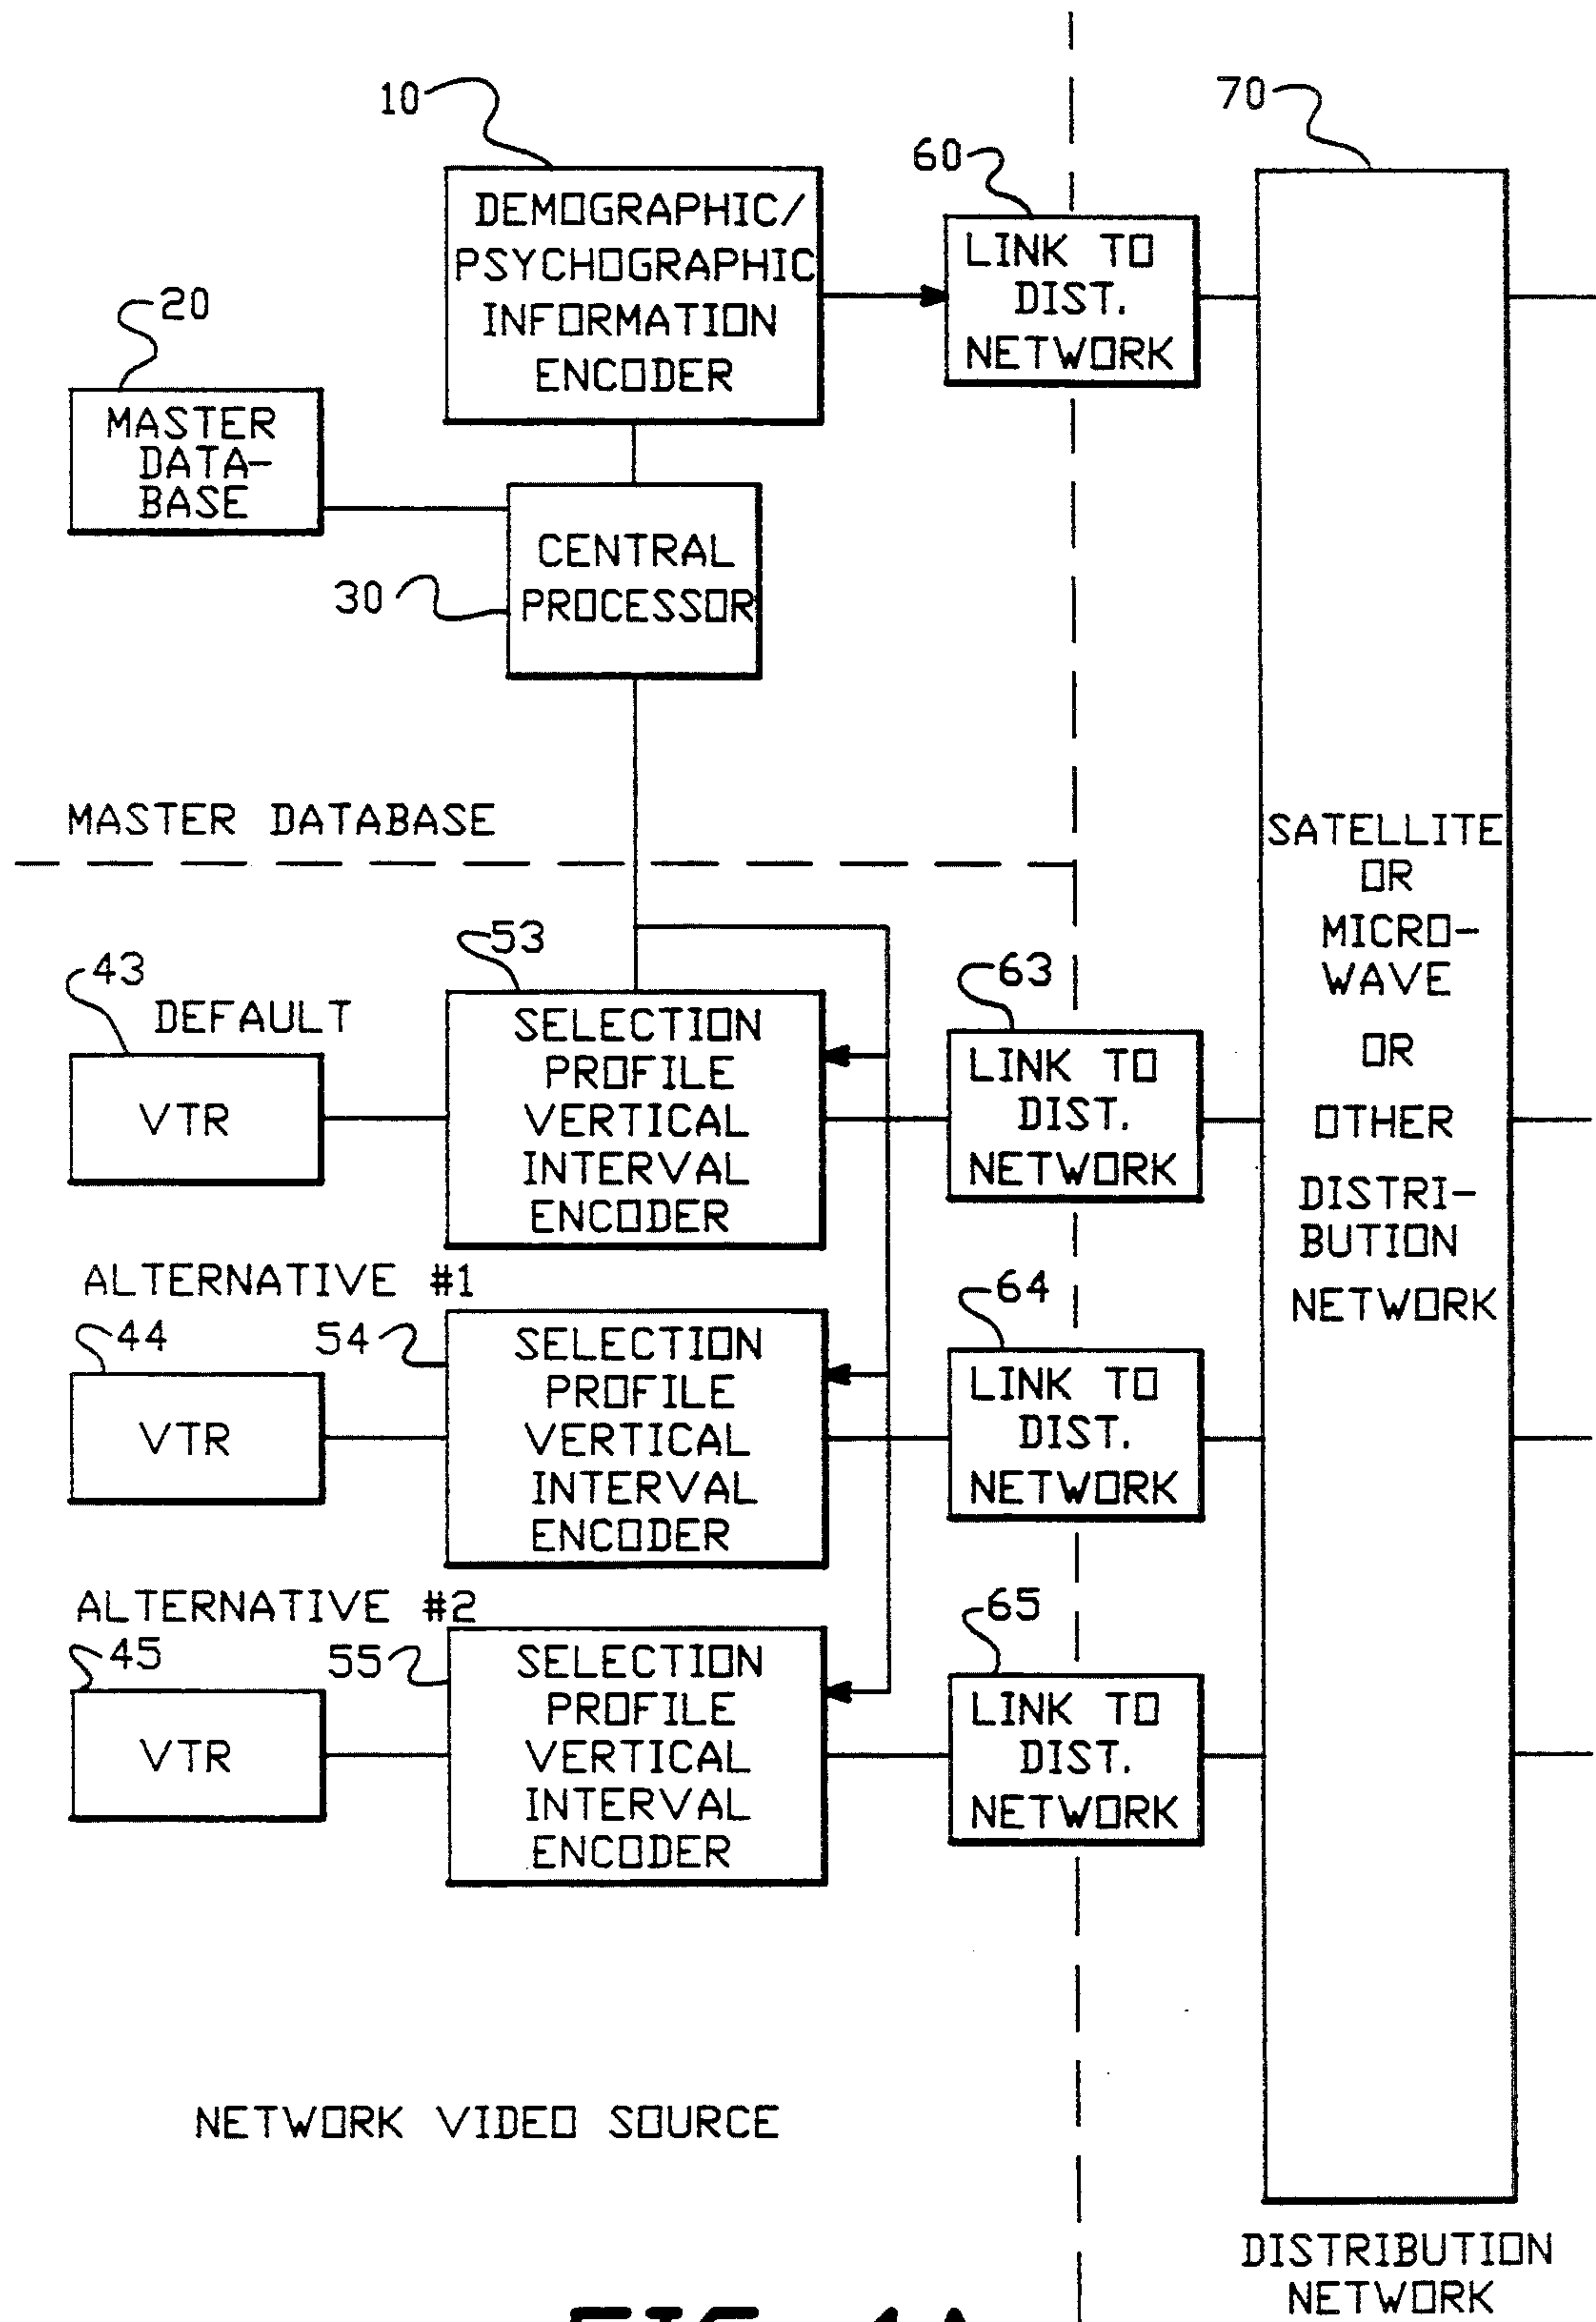 10
DEMOGRAPHIC/
PSYCHOGRAPHIC
INFORMATION
ENCODER
60
LINK TO
DIST.
NETWORK
70
20
MASTER
DATA-
BASE
30
CENTRAL
PROCESSOR
MASTER DATABASE
SATELLITE
OR
MICRO-
WAVE
OR
OTHER
DISTRI-
BUTION
NETWORK
43
DEFAULT
VTR
53
SELECTION
PROFILE
VERTICAL
INTERVAL
ENCODER
63
LINK TO
DIST.
NETWORK
ALTERNATIVE #1
44
VTR
54
SELECTION
PROFILE
VERTICAL
INTERVAL
ENCODER
64
LINK TO
DIST.
NETWORK
ALTERNATIVE #2
45
VTR
55
SELECTION
PROFILE
VERTICAL
INTERVAL
ENCODER
65
LINK TO
DIST.
NETWORK
NETWORK VIDEO SOURCE
DISTRIBUTION
NETWORK